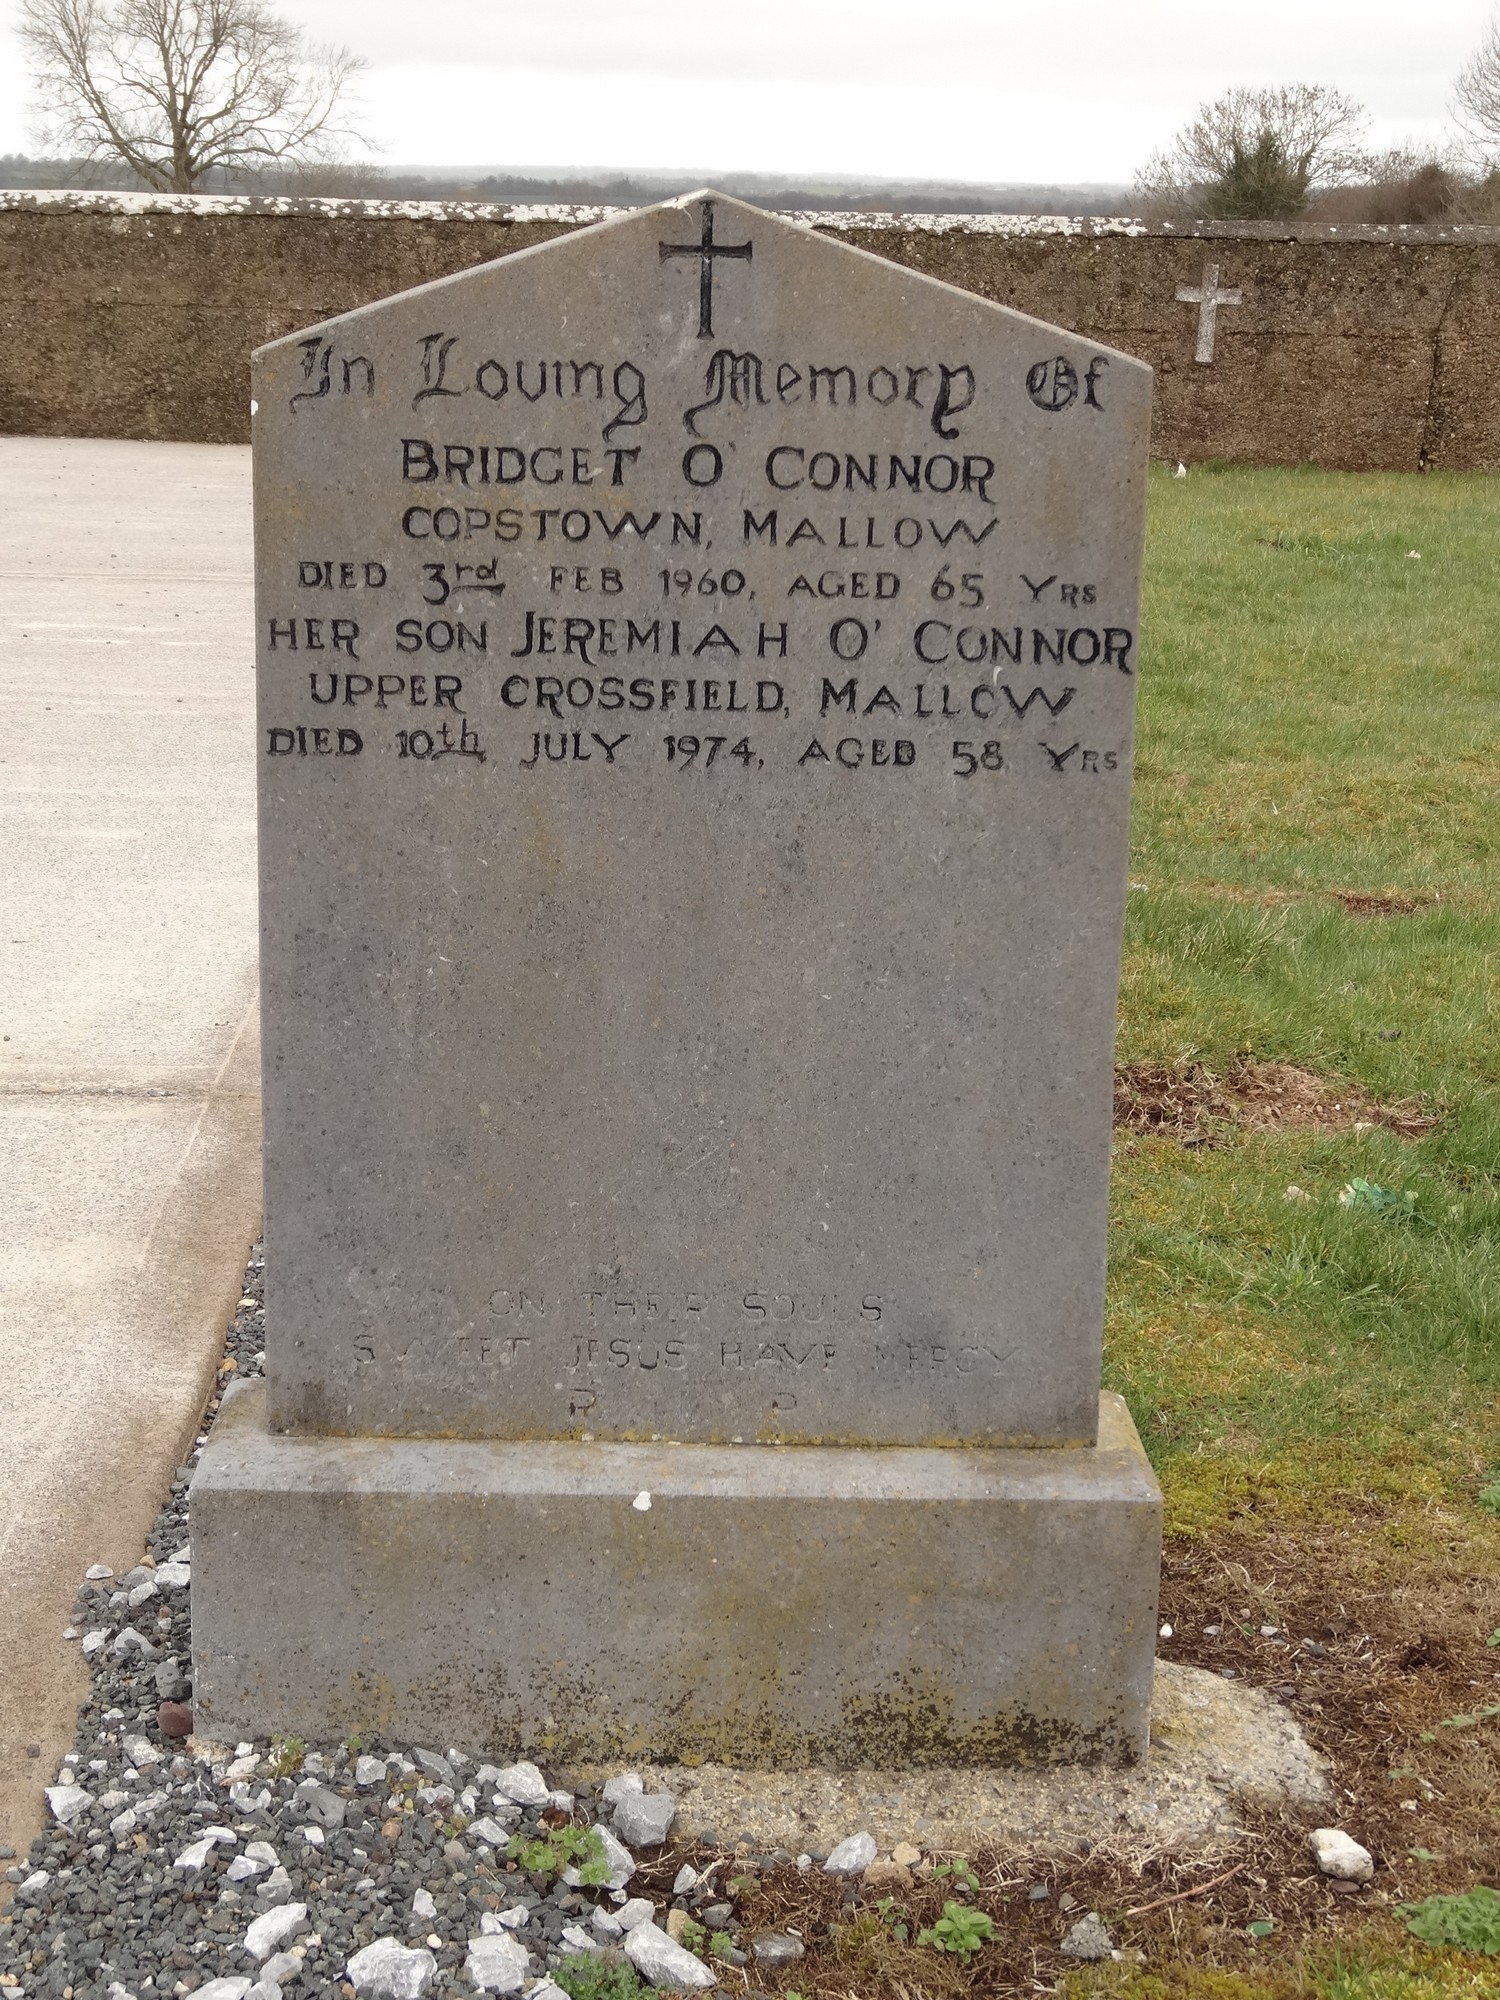 In Loving Memory Of
BRIDGET O' CONNOR
COPSTOWN, MALLOW
DIED 3rd FEB 1960, AGED 65 YRS
HER SON JEREMIAH O' CONNOR
UPPER CROSSFIELD, MALLOW
DIED 10th JULY 1974, AGED 58 YRS
ON THEIR SOULS
SWEET JESUS HAVE MERCY
R I P